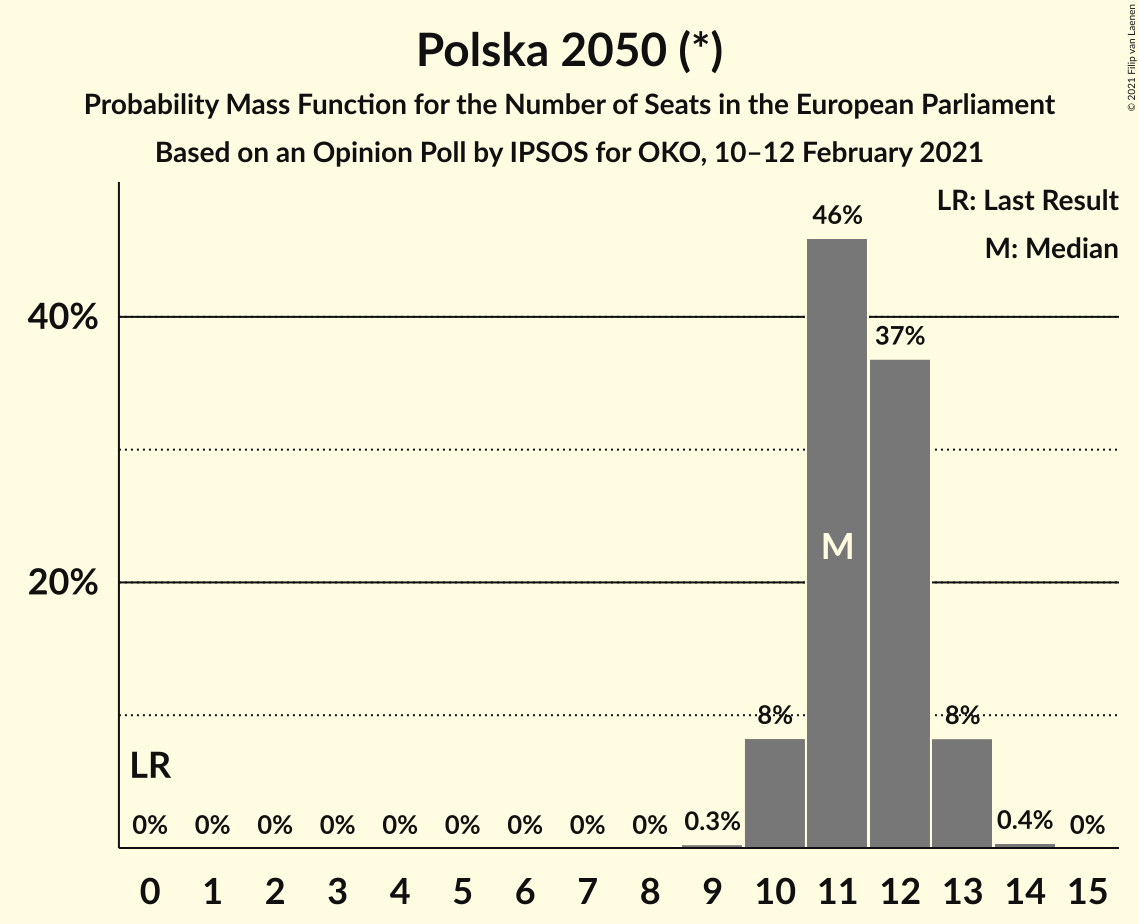 Polska 2050 (*)
Probability Mass Function for the Number of Seats in the European Parliament
Based on an Opinion Poll by IPSOS for OKO, 10–12 February 2021
© 2021 Filip van Laenen
LR: Last Result
M: Median
46%
40%
37%
M
20%
8%
8%
LR
0%
0%
0%
0%
0%
0%
0%
0%
0%
0.3%
0.4%
0%
0 1 2 3 4 5 6 7 8 9 10 11 12 13 14 15